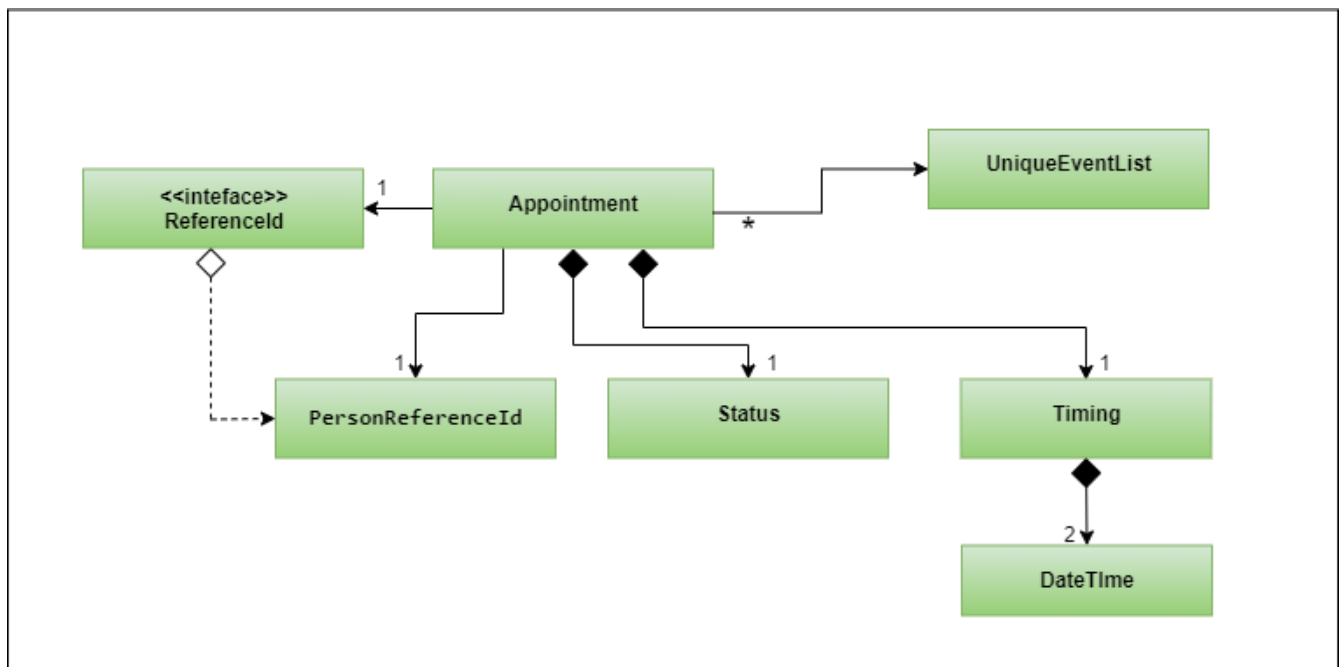 UniqueEventList
<<inteface>>
ReferenceId
1
Appointment
*
1
1
1
PersonReferenceId
Status
Timing
2
DateTIme